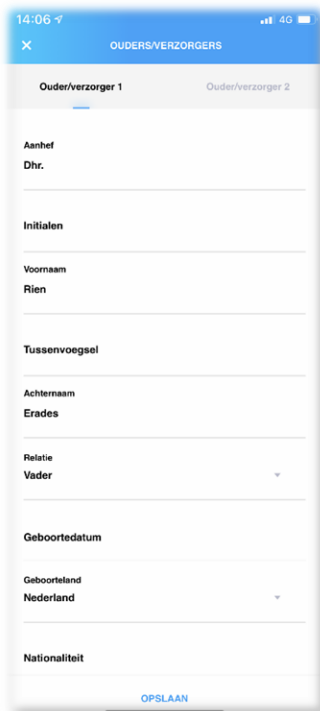 14:06 4G
OUDERS/VERZORGERS
Ouder/verzorger 1 Ouder/verzorger 2
Aanhef
Dhr.
Initialen
Voornaam
Rien
Tussenvoegsel
Achternaam
Erades
Relatie
Vader
Geboortedatum
Geboorteland
Nederland
Nationaliteit
OPSLAAN